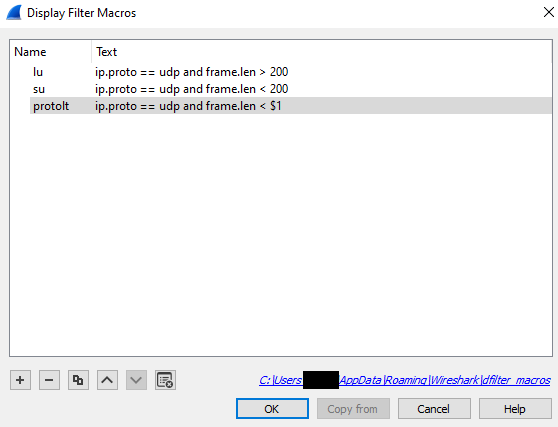 Display Filter Macros
Name Text
lu ip.proto == udp and frame.len > 200
su ip.proto == udp and frame.len < 200
protolt ip.proto == udp and frame.len < $1
C:\Users AppData\Roaming\Wireshark\dfilter_macros
OK Copy from Cancel Help